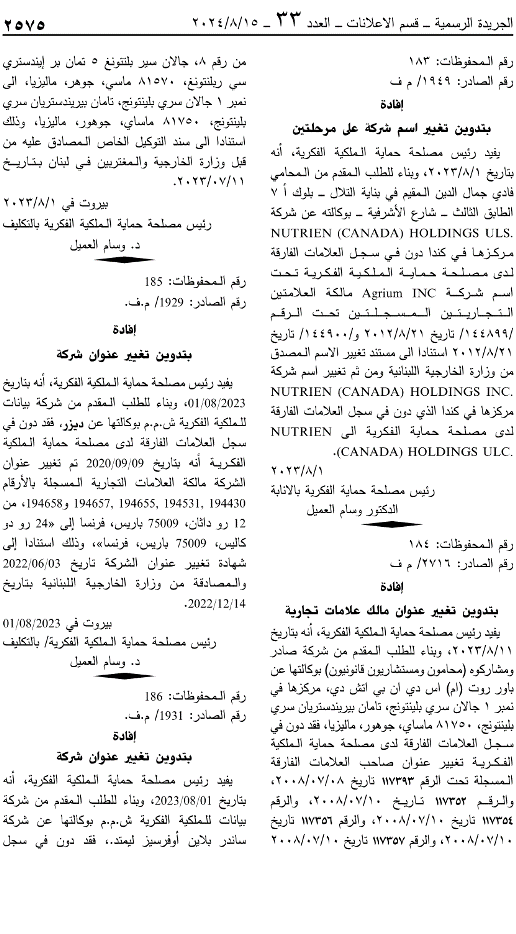 الجريدة الرسمية ــ قسم الاعلانات ــ العدد ٣٣ ــ ٢٠٢٤/٨/١٥
٢٥٧٥
رقم المحفوظات: ١٨٣
رقم الصادر: ١٩٤٩/ م ف
إفادة
بتدوين تغيير اسم شركة على مرحلتين
يفيد رئيس مصلحة حماية الملكية الفكرية، أنه
بتاريخ ٢٠٢٣/٨/١، وبناء للطلب المقدم من المحامي
فادي جمال الدين المقيم في بناية التلال ــ بلوك أ ٧
الطابق الثالث ــ شارع الأشرفية ــ بوكالته عن شركة
NUTRIEN (CANADA) HOLDINGS ULS.
مركزها في كندا دون في سجل العلامات الفارقة
لدى مصلحة حماية الملكية الفكرية تحت
اسم شركة Agrium INC مالكة العلامتين
التجاريتين المسجلتين تحت الرقم
/١٤٤٨٩٩/ تاريخ ٢٠١٢/٨/٢١ و/١٤٤٩٠٠/ تاريخ
٢٠١٢/٨/٢١ استنادا الى مستند تغيير الاسم المصدق
من وزارة الخارجية اللبنانية ومن ثم تغيير اسم شركة
NUTRIEN (CANADA) HOLDINGS INC.
مركزها في كندا الذي دون في سجل العلامات الفارقة
لدى مصلحة حماية الفكرية الى NUTRIEN
(CANADA) HOLDINGS ULC.).
٢٠٢٣/٨/١
رئيس مصلحة حماية الملكية الفكرية بالانابة
الدكتور وسام العميل
رقم المحفوظات: ١٨٤
رقم الصادر: ٢٧١٦/ م ف
إفادة
بتدوين تغيير عنوان مالك علامات تجارية
يفيد رئيس مصلحة حماية الملكية الفكرية، أنه بتاريخ
٢٠٢٣/٨/١١، وبناء للطلب المقدم من شركة صادر
ومشاركوه (محامون ومستشاريون قانونيون) بوكالتها عن
باور روت (ام) اس دي ان بي اتش دي، مركزها في
نمبر ١ جالان سري بلينتونج، تامان بيريندستريان سري
بلينتونج، ٨١٧٥٠ ماساي، جوهور، ماليزيا، فقد دون في
سجل العلامات الفارقة لدى مصلحة حماية الملكية
الفكرية تغيير عنوان صاحب العلامات الفارقة
المسجلة تحت الرقم ١١٧٣٩٣ تاريخ ٢٠٠٨/٠٧/٠٨،
والرقم ١١٧٣٥٢ تاريخ ٢٠٠٨/٠٧/١٠، والرقم
١١٧٣٥٤ تاريخ ٢٠٠٨/٠٧/١٠، والرقم ١١٧٣٥٦ تاريخ
٢٠٠٨/٠٧/١٠، والرقم ١١٧٣٥٧ تاريخ ٢٠٠٨/٠٧/١٠
من رقم ٨، جالان سير بلنتونغ ٥ تمان بر إيندستري
سي ريلنتونغ، ٨١٥٧٠ ماسي، جوهر، ماليزيا، الى
نمبر ١ جالان سري بلينتونج، تامان بيريندستريان سري
بلينتونج، ٨١٧٥٠ ماساي، جوهور، ماليزيا، وذلك
استنادا الى سند التوكيل الخاص المصادق عليه من
قبل وزارة الخارجية والمغتربين في لبنان بتاريخ
٢٠٢٣/٠٧/١١.
بيروت في ٢٠٢٣/٨/١
رئيس مصلحة حماية الملكية الفكرية بالتكليف
د. وسام العميل
رقم المحفوظات: 185
رقم الصادر: 1929/ م.ف.
إفادة
بتدوين تغيير عنوان شركة
يفيد رئيس مصلحة حماية الملكية الفكرية، أنه بتاريخ
01/08/2023، وبناء للطلب المقدم من شركة بيانات
للملكية الفكرية ش.م.م بوكالتها عن ديزر، فقد دون في
سجل العلامات الفارقة لدى مصلحة حماية الملكية
الفكرية أنه بتاريخ 2020/09/09 تم تغيير عنوان
الشركة مالكة العلامات التجارية المسجلة بالأرقام
194430 ,194531 ,194655 ,194657 و194658، من
12 رو داتان، 75009 باريس، فرنسا إلى «24 رو دو
كاليس، 75009 باريس، فرنسا»، وذلك استنادا إلى
شهادة تغيير عنوان الشركة تاريخ 2022/06/03
والمصادقة من وزارة الخارجية اللبنانية بتاريخ
2022/12/14.
بيروت في 01/08/2023
رئيس مصلحة حماية الملكية الفكرية/ بالتكليف
د. وسام العميل
رقم المحفوظات: 186
رقم الصادر: 1931/ م.ف.
إفادة
بتدوين تغيير عنوان شركة
يفيد رئيس مصلحة حماية الملكية الفكرية، أنه
بتاريخ 2023/08/01، وبناء للطلب المقدم من شركة
بيانات للملكية الفكرية ش.م.م بوكالتها عن شركة
ساندر بلاين أوفرسيز ليمتد.، فقد دون في سجل